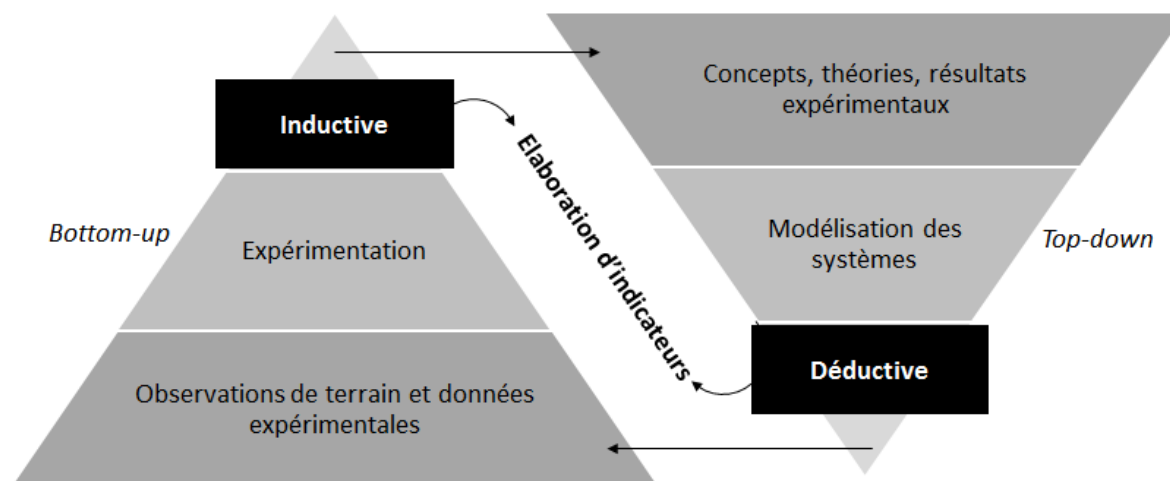 Inductive
Bottom-up
Expérimentation
Observations de terrain et données
expérimentales
Elaboration d'indicateurs
Concepts, théories, résultats
expérimentaux
Modélisation des
systèmes
Top-down
Déductive